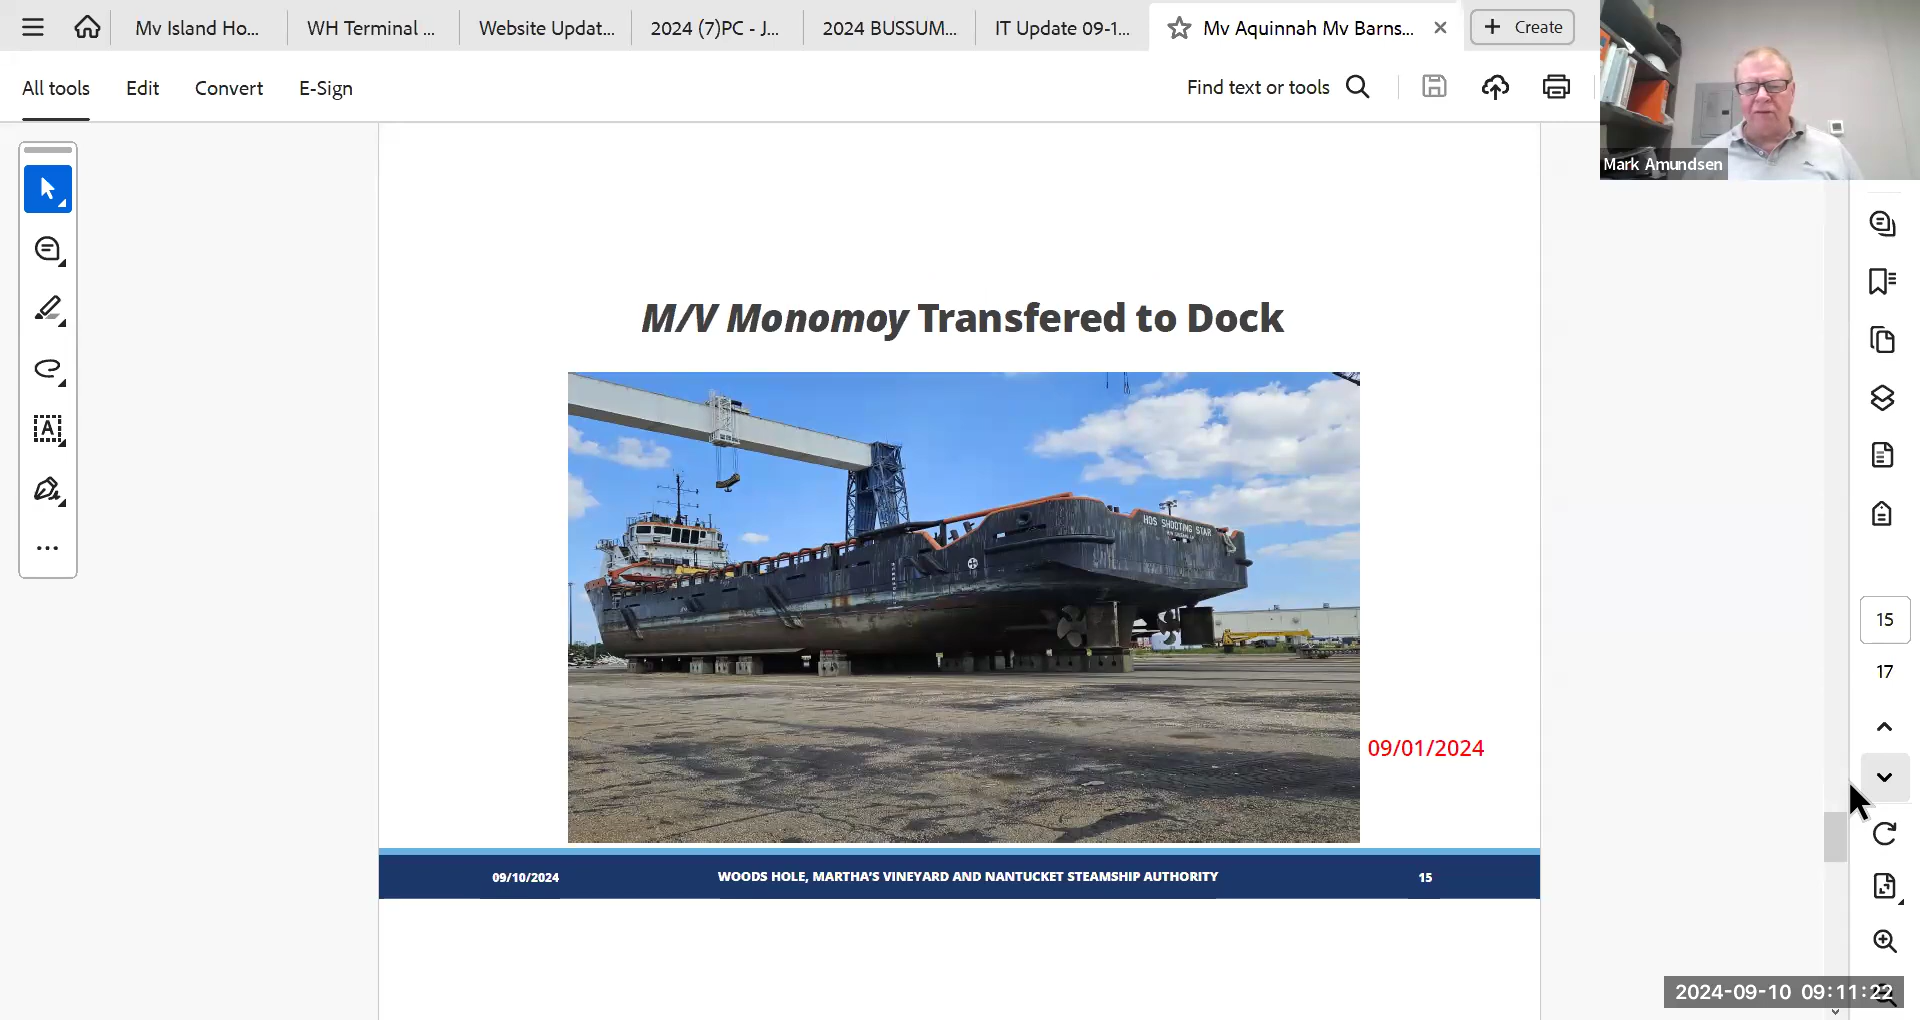 Mv Island Ho...
WH Terminal ...
Website Updat...
2024 (7)PC - J...
2024 BUSSUM...
IT Update 09-1...
Mv Aquinnah Mv Barns...
Create
All tools
Edit
Convert
E-Sign
Find text or tools
Mark Amundsen
M/V Monomoy Transfered to Dock
HOS SHOOTING STAR
09/01/2024
15
17
09/10/2024
WOODS HOLE, MARTHA'S VINEYARD AND NANTUCKET STEAMSHIP AUTHORITY
15
2024-09-10 09:11:22